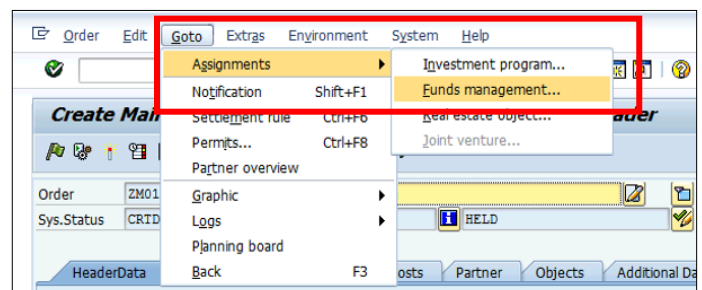 Order Edit Goto Extras Environment System Help
Assignments
Investment program...
Notification Shift+F1
Funds management...
Create Main
Settlement rule Ctrl+F6
Real estate object...
ader
Permits... Ctrl+F8
Joint venture...
Partner overview
Order ZM01
Graphic
Sys.Status CRTD
Logs
HELD
Planning board
HeaderData
Back F3
osts Partner Objects Additional Da